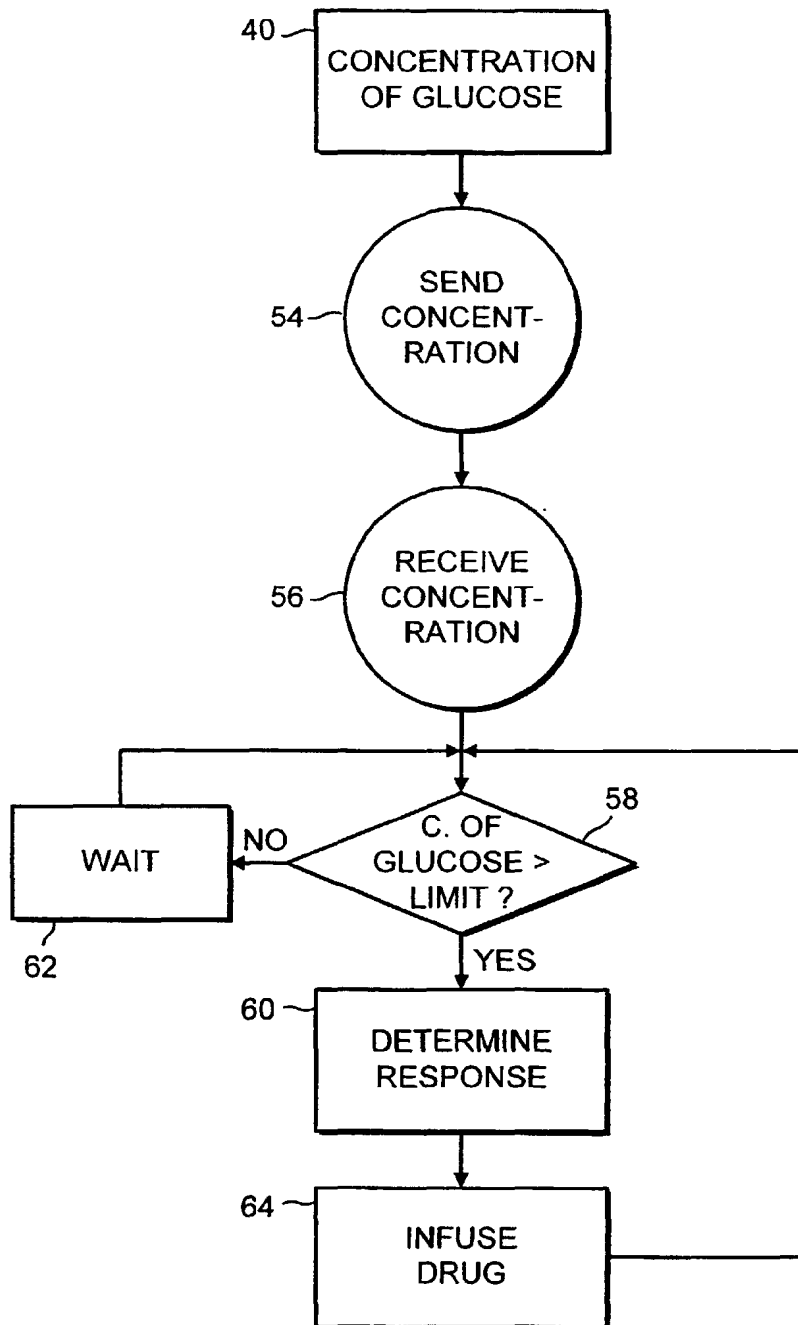 40
CONCENTRATION
OF GLUCOSE
54
SEND
CONCENT-
RATION
56
RECEIVE
CONCENT-
RATION
58
C. OF
GLUCOSE >
LIMIT ?
NO
WAIT
62
YES
60
DETERMINE
RESPONSE
64
INFUSE
DRUG